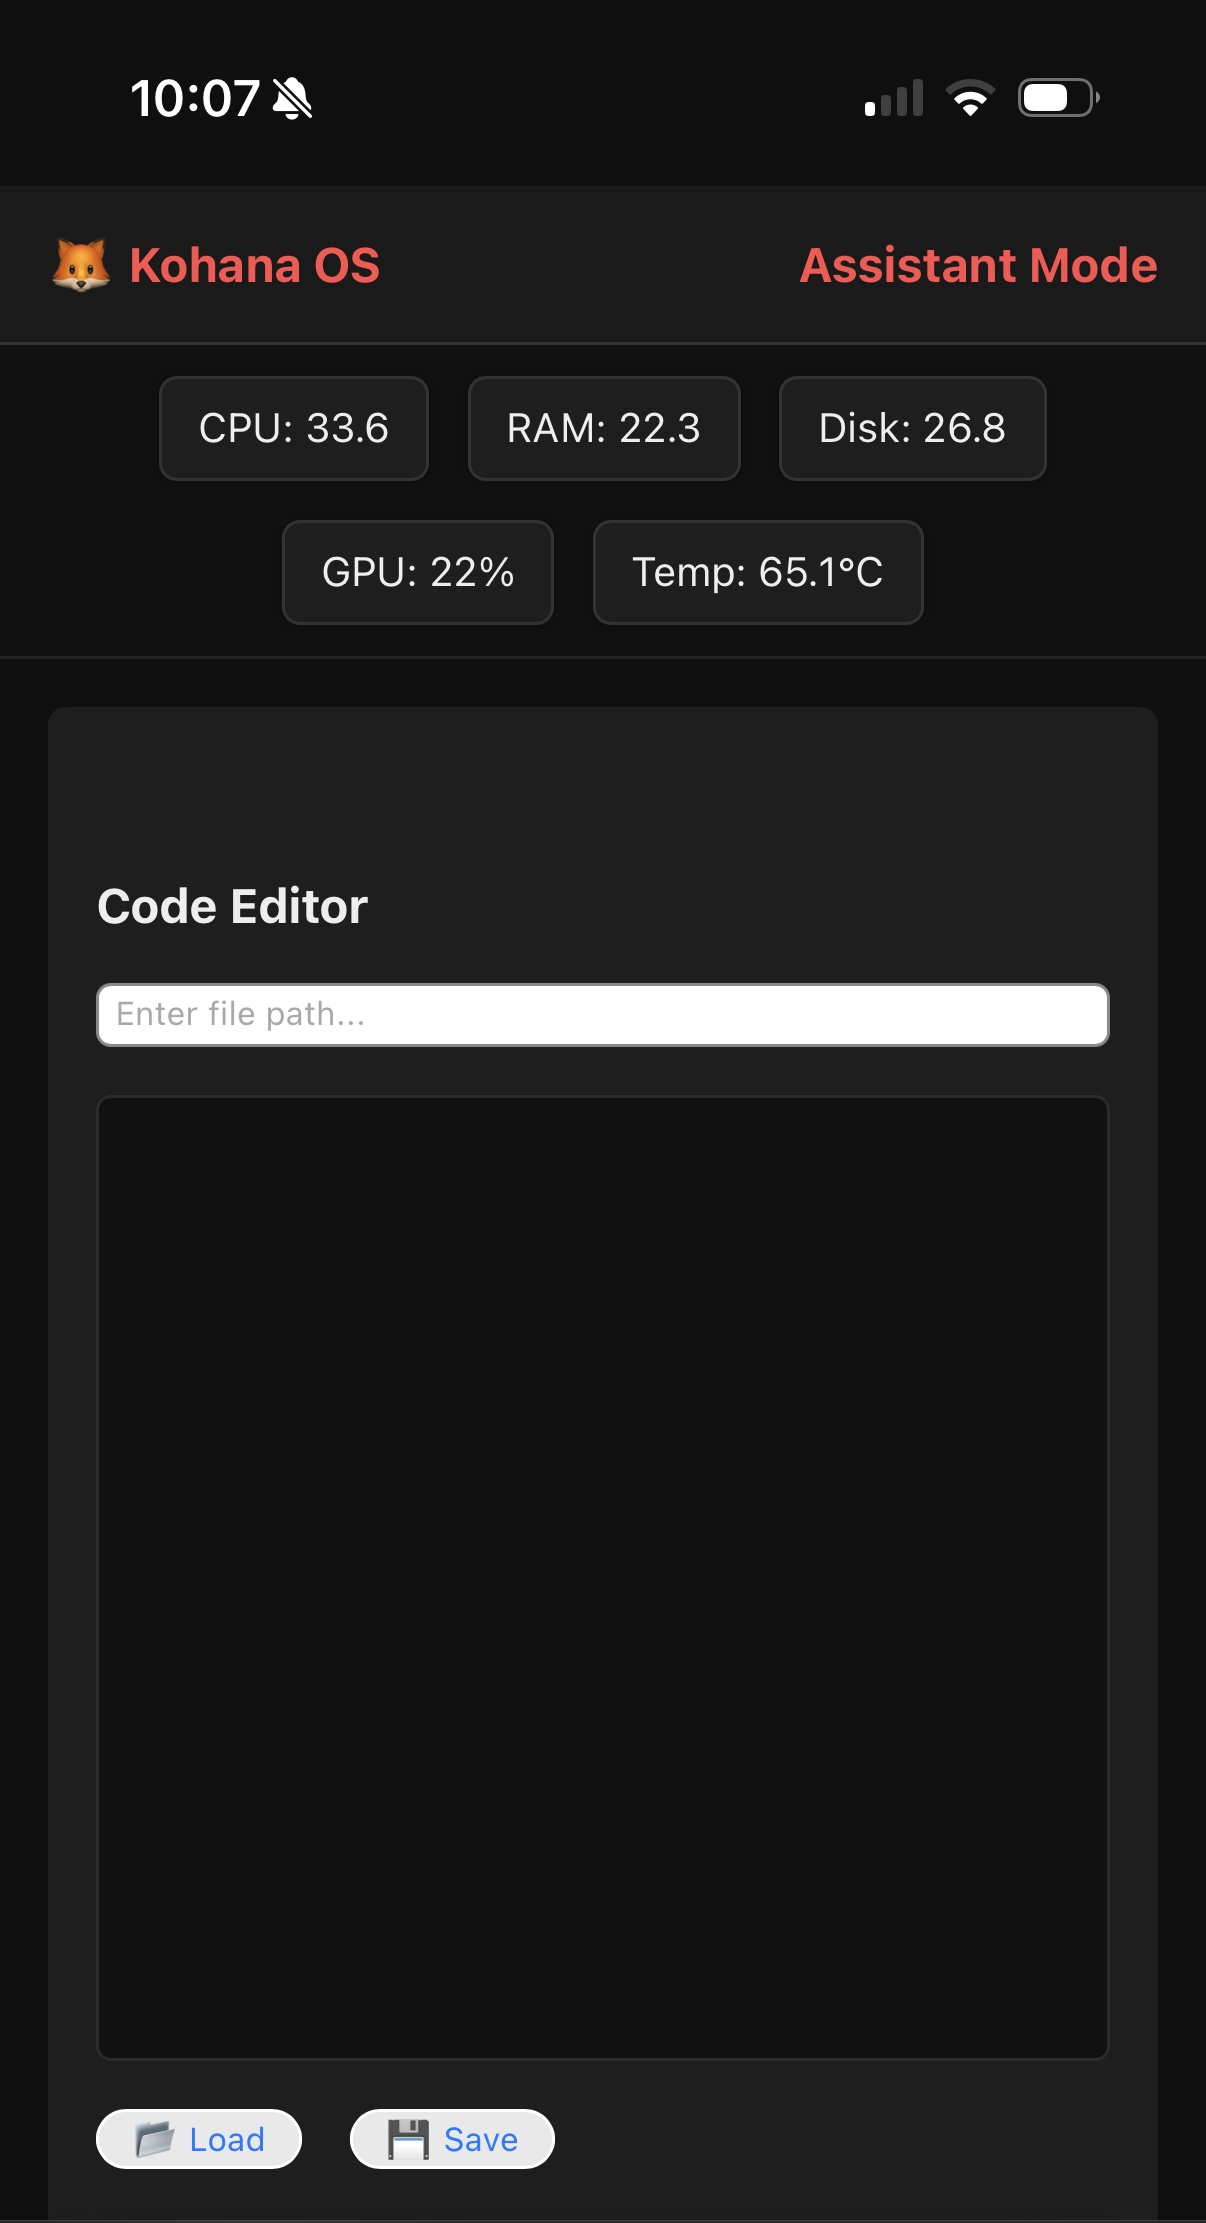 10:07
Kohana OS
Assistant Mode
CPU: 33.6
RAM: 22.3
Disk: 26.8
GPU: 22%
Temp: 65.1°C
Code Editor
Enter file path...
Load
Save